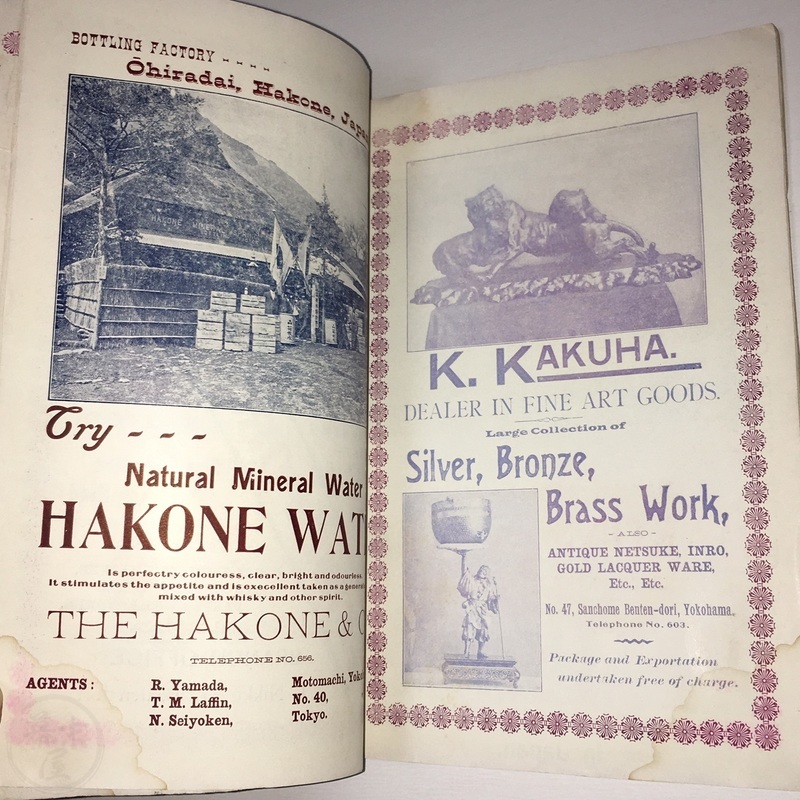 BOTTLING FACTORY - - - -
Ōhiradai, Hakone, Japan
HAKONE MINERAL
Try - - -
Natural Mineral Water
HAKONE WAT
Is perfectry colouress, clear, bright and odourless.
It stimulates the appetite and is execellent taken as a general
mixed with whisky and other spirit.
THE HAKONE & C
TELEPHONE NO. 656.
AGENTS :
R. Yamada,
Motomachi, Yoko
T. M. Laffin,
No. 40,
N. Seiyoken,
Tokyo.
K. KAKUHA.
DEALER IN FINE ART GOODS.
Large Collection of
Silver, Bronze,
Brass Work,
- ALSO -
ANTIQUE NETSUKE, INRO,
GOLD LACQUER WARE,
Etc., Etc.
No. 47, Sanchome Benten-dori, Yokohama.
Telephone No. 603.
Package and Exportation
undertaken free of charge.